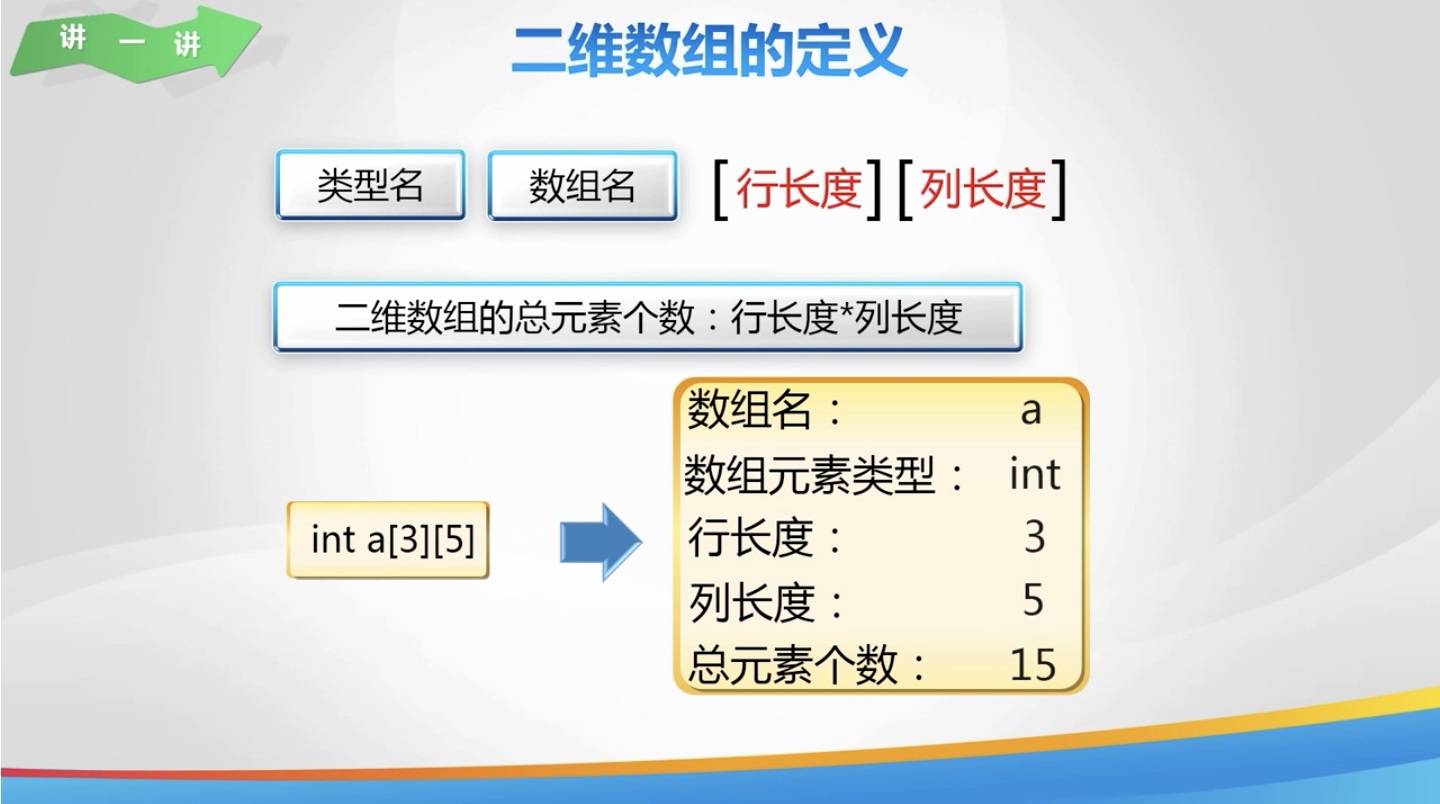 讲一讲
二维数组的定义
类型名 数组名 [行长度][列长度]
二维数组的总元素个数：行长度*列长度
int a[3][5]
数组名： a
数组元素类型： int
行长度： 3
列长度： 5
总元素个数： 15